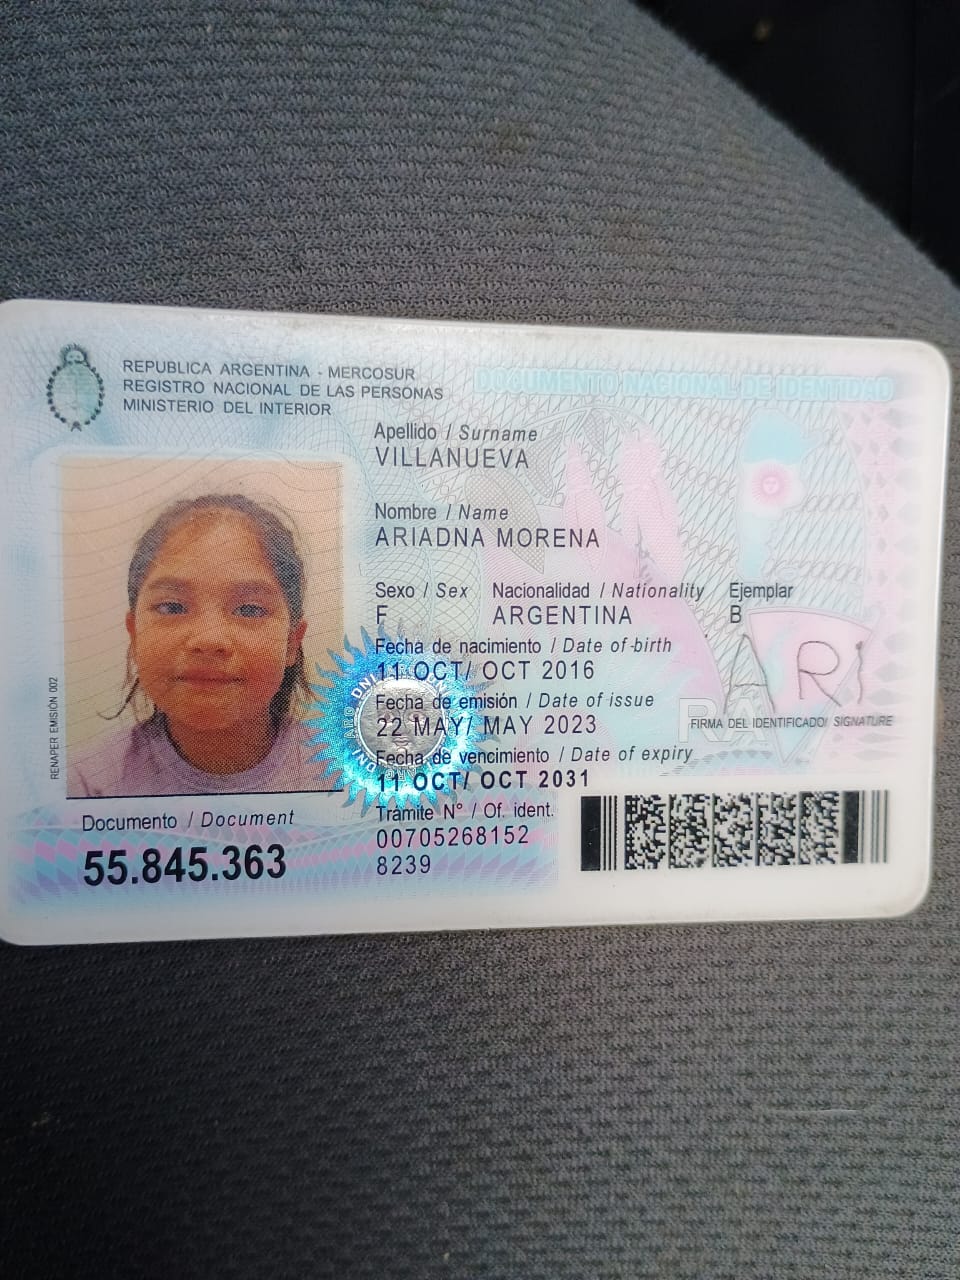 REPUBLICA ARGENTINA - MERCOSUR
REGISTRO NACIONAL DE LAS PERSONAS
MINISTERIO DEL INTERIOR
DOCUMENTO NACIONAL DE IDENTIDAD
Apellido / Surname
VILLANUEVA
Nombre / Name
ARIADNA MORENA
Sexo / Sex Nacionalidad / Nationality Ejemplar
F ARGENTINA B
Fecha de nacimiento / Date of birth
11 OCT/ OCT 2016
Fecha de emisión / Date of issue
22 MAY/ MAY 2023
Fecha de vencimiento / Date of expiry
11 OCT/ OCT 2031
ARi
RA
FIRMA DEL IDENTIFICADO/ SIGNATURE
RENAPER EMISIÓN 002
Documento / Document
55.845.363
Trámite N° / Of. ident.
00705268152
8239